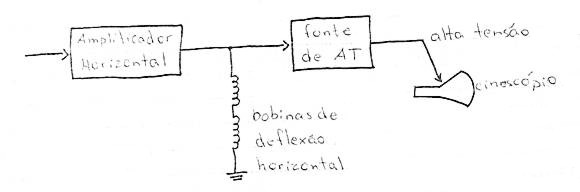 Amplificador
Horizontal
fonte
de AT
alta tensão
cinescópio
bobinas de
deflexão
horizontal